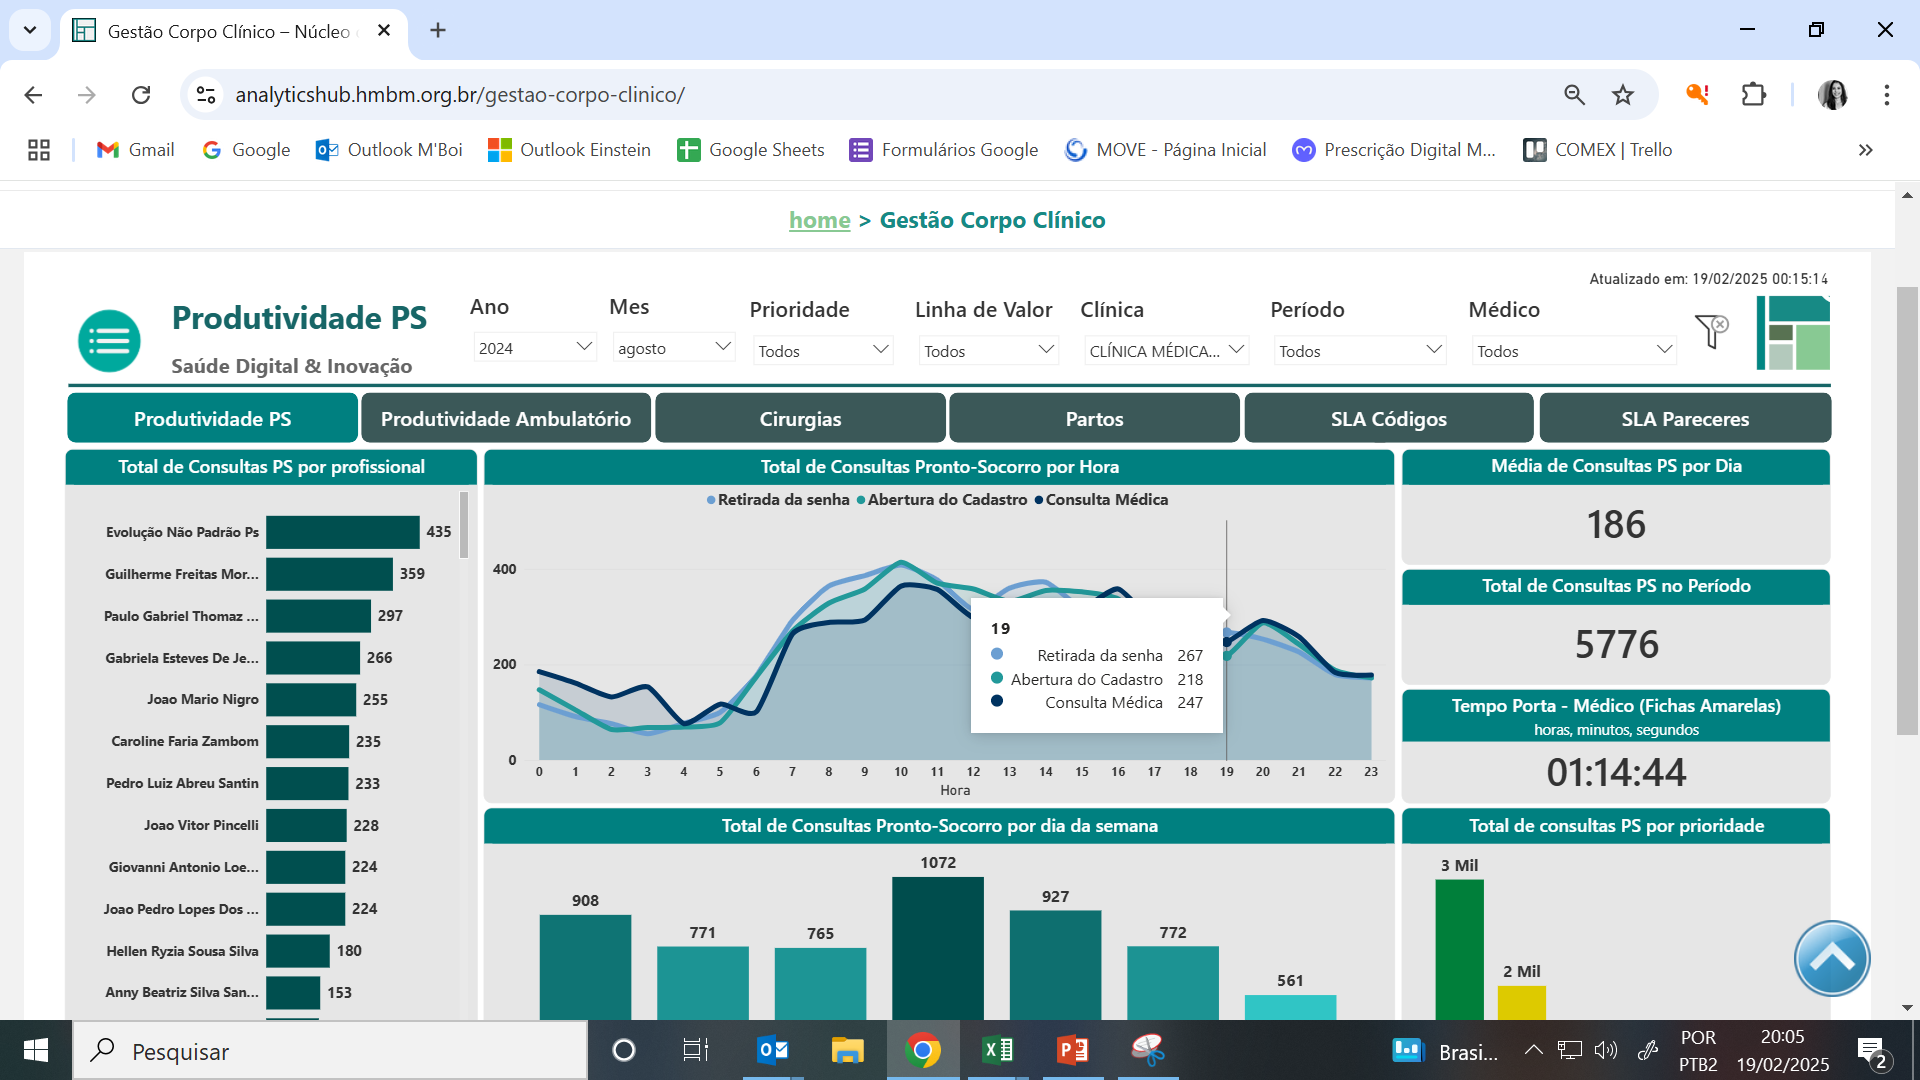 Gestão Corpo Clínico – Núcleo
analyticshub.hmbm.org.br/gestao-corpo-clinico/
Gmail
Google
Outlook M'Boi
Outlook Einstein
Google Sheets
Formulários Google
MOVE - Página Inicial
Prescrição Digital M...
COMEX | Trello
home > Gestão Corpo Clínico
Atualizado em: 19/02/2025 00:15:14
Produtividade PS
Saúde Digital & Inovação
Ano
2024
Mes
agosto
Prioridade
Todos
Linha de Valor
Todos
Clínica
CLÍNICA MÉDICA...
Período
Todos
Médico
Todos
Produtividade PS
Produtividade Ambulatório
Cirurgias
Partos
SLA Códigos
SLA Pareceres
Total de Consultas PS por profissional
Evolução Não Padrão Ps 435
Guilherme Freitas Mor... 359
Paulo Gabriel Thomaz ... 297
Gabriela Esteves De Je... 266
Joao Mario Nigro 255
Caroline Faria Zambom 235
Pedro Luiz Abreu Santin 233
Joao Vitor Pincelli 228
Giovanni Antonio Loe... 224
Joao Pedro Lopes Dos ... 224
Hellen Ryzia Sousa Silva 180
Anny Beatriz Silva San... 153
Total de Consultas Pronto-Socorro por Hora
Retirada da senha Abertura do Cadastro Consulta Médica
400
200
0
0 1 2 3 4 5 6 7 8 9 10 11 12 13 14 15 16 17 18 19 20 21 22 23
Hora
19
Retirada da senha 267
Abertura do Cadastro 218
Consulta Médica 247
Total de Consultas Pronto-Socorro por dia da semana
908
771
765
1072
927
772
561
Média de Consultas PS por Dia
186
Total de Consultas PS no Período
5776
Tempo Porta - Médico (Fichas Amarelas)
horas, minutos, segundos
01:14:44
Total de consultas PS por prioridade
3 Mil
2 Mil
Pesquisar
Brasi...
POR
PTB2
20:05
19/02/2025
2